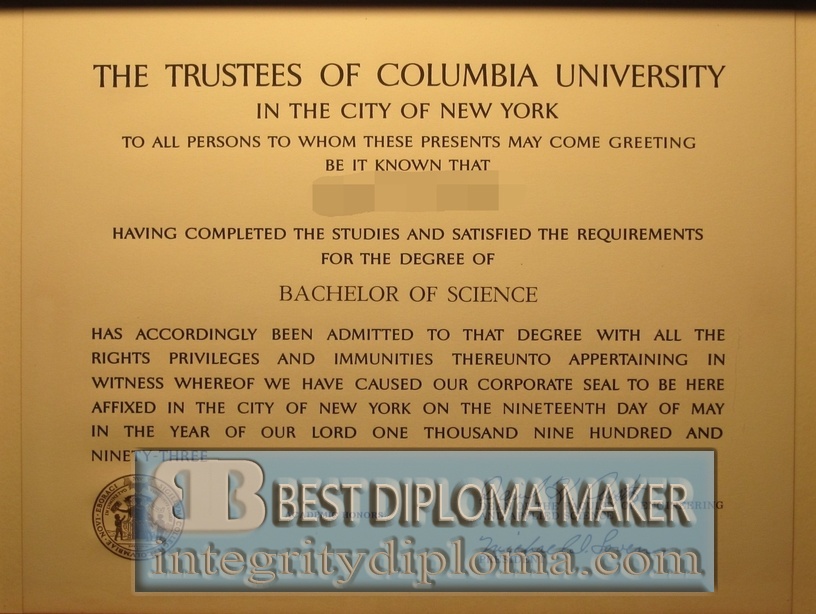 THE TRUSTEES OF COLUMBIA UNIVERSITY
IN THE CITY OF NEW YORK
TO ALL PERSONS TO WHOM THESE PRESENTS MAY COME GREETING
BE IT KNOWN THAT
HAVING COMPLETED THE STUDIES AND SATISFIED THE REQUIREMENTS
FOR THE DEGREE OF
BACHELOR OF SCIENCE
HAS ACCORDINGLY BEEN ADMITTED TO THAT DEGREE WITH ALL THE
RIGHTS PRIVILEGES AND IMMUNITIES THEREUNTO APPERTAINING IN
WITNESS WHEREOF WE HAVE CAUSED OUR CORPORATE SEAL TO BE HERE
AFFIXED IN THE CITY OF NEW YORK ON THE NINETEENTH DAY OF MAY
IN THE YEAR OF OUR LORD ONE THOUSAND NINE HUNDRED AND
NINETY-THREE
BEST DIPLOMA MAKER
integritydiploma.com